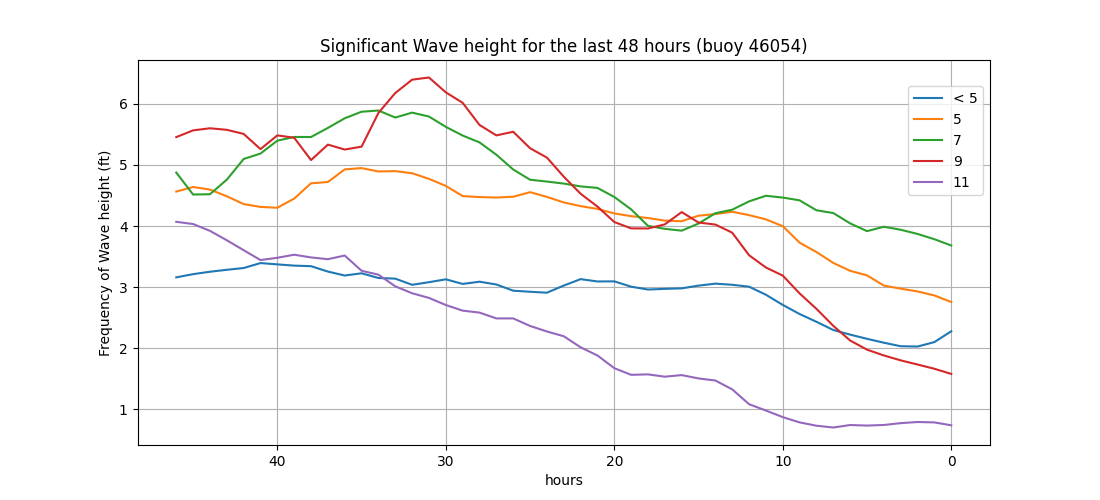 Significant Wave height for the last 48 hours (buoy 46054)
Frequency of Wave height (ft)
6
5
4
3
2
1
< 5
5
7
9
11
40 30 20 10 0
hours